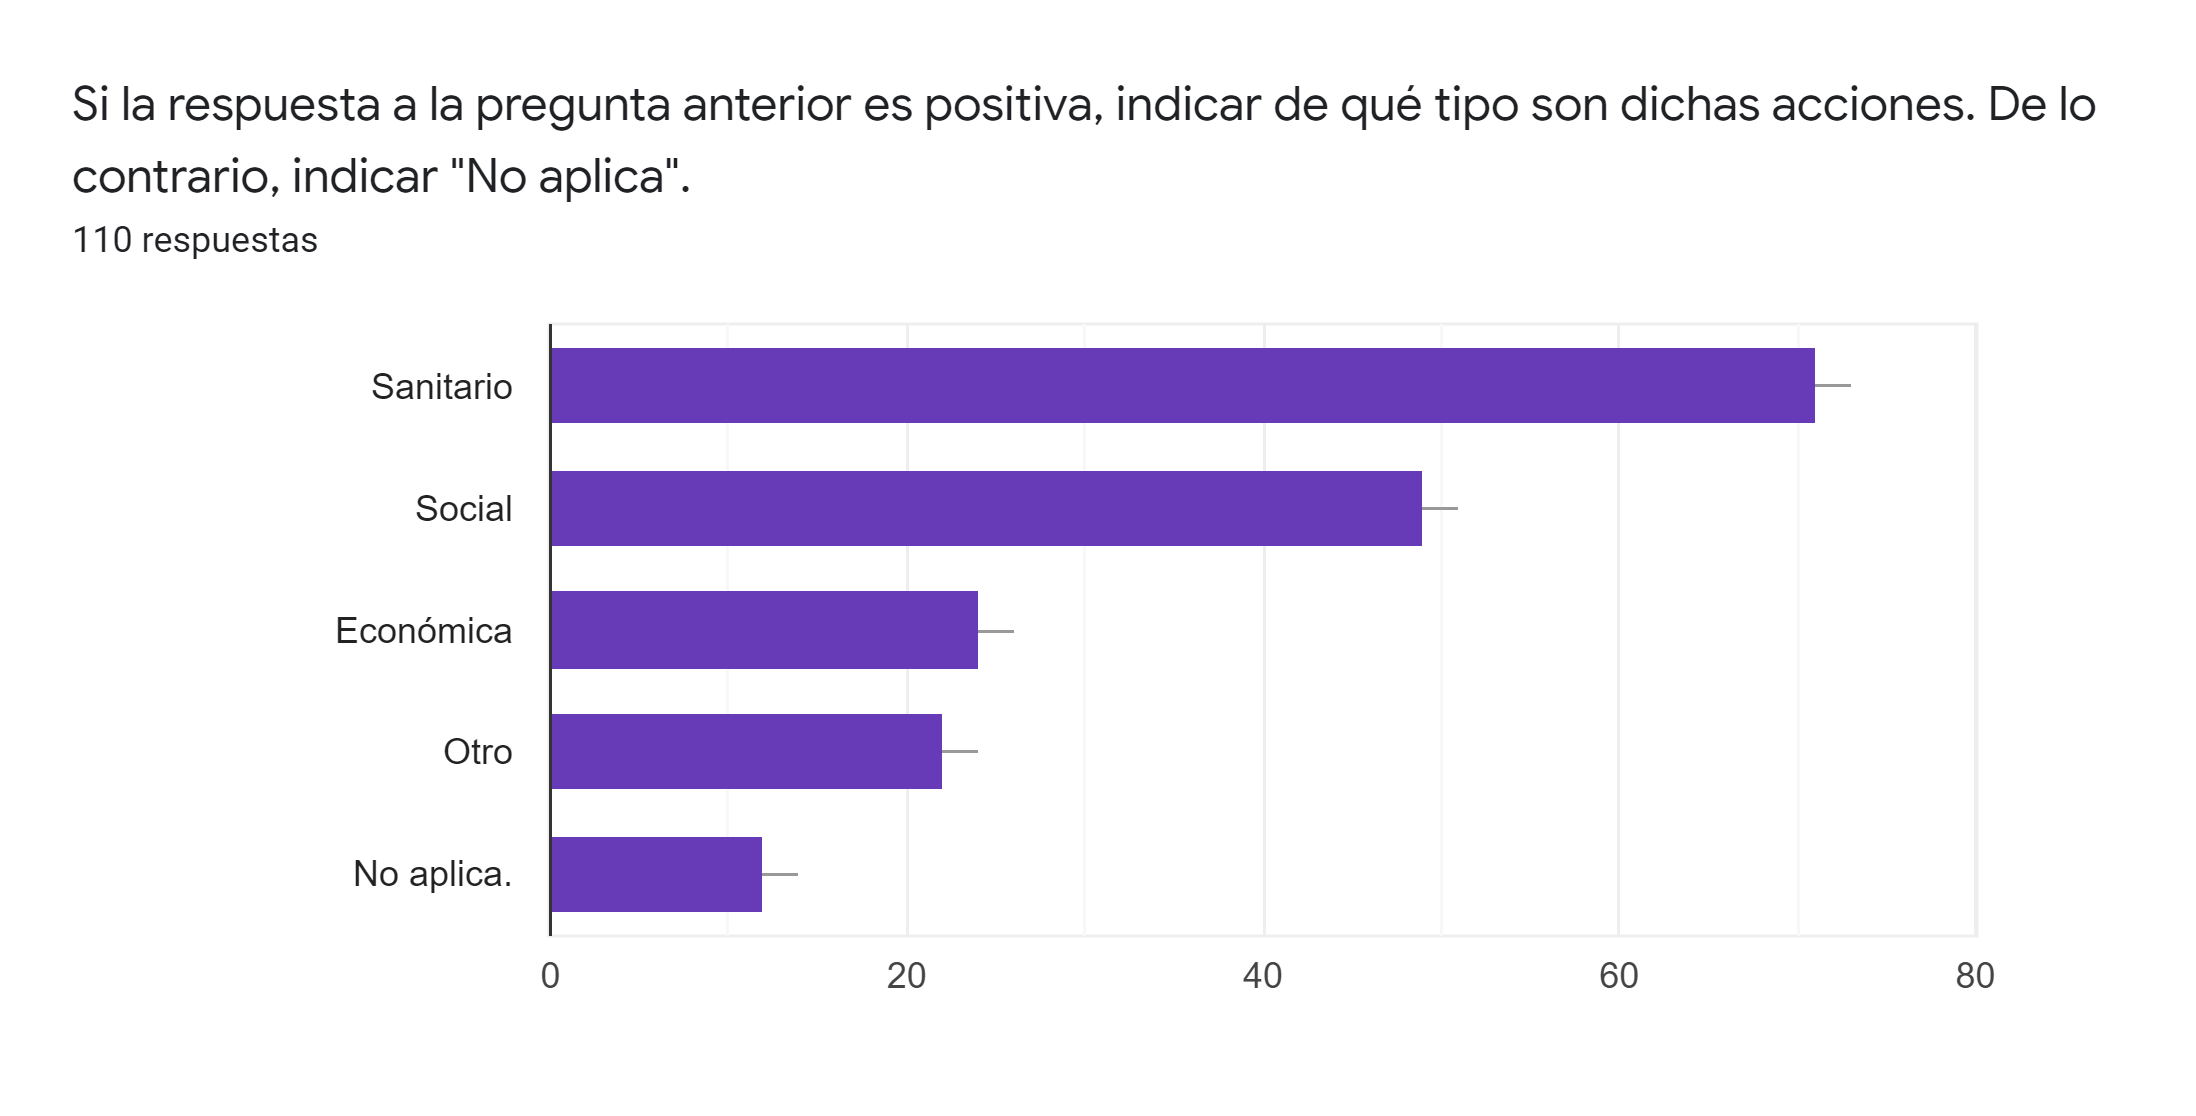 Si la respuesta a la pregunta anterior es positiva, indicar de qué tipo son dichas acciones. De lo
contrario, indicar "No aplica".
110 respuestas
Sanitario
Social
Económica
Otro
No aplica.
0 20 40 60 80